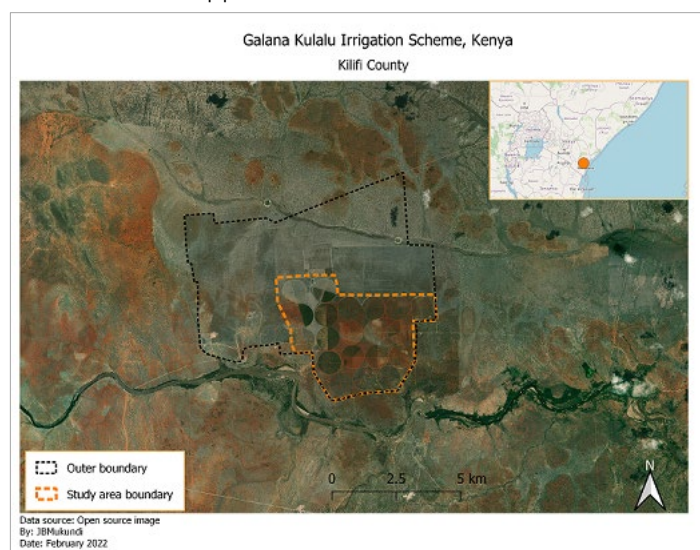 Galana Kulalu Irrigation Scheme, Kenya
Kilifi County
Outer boundary
Study area boundary
0 2.5 5 km
N
Data source: Open source image
By: JBMukundi
Date: February 2022